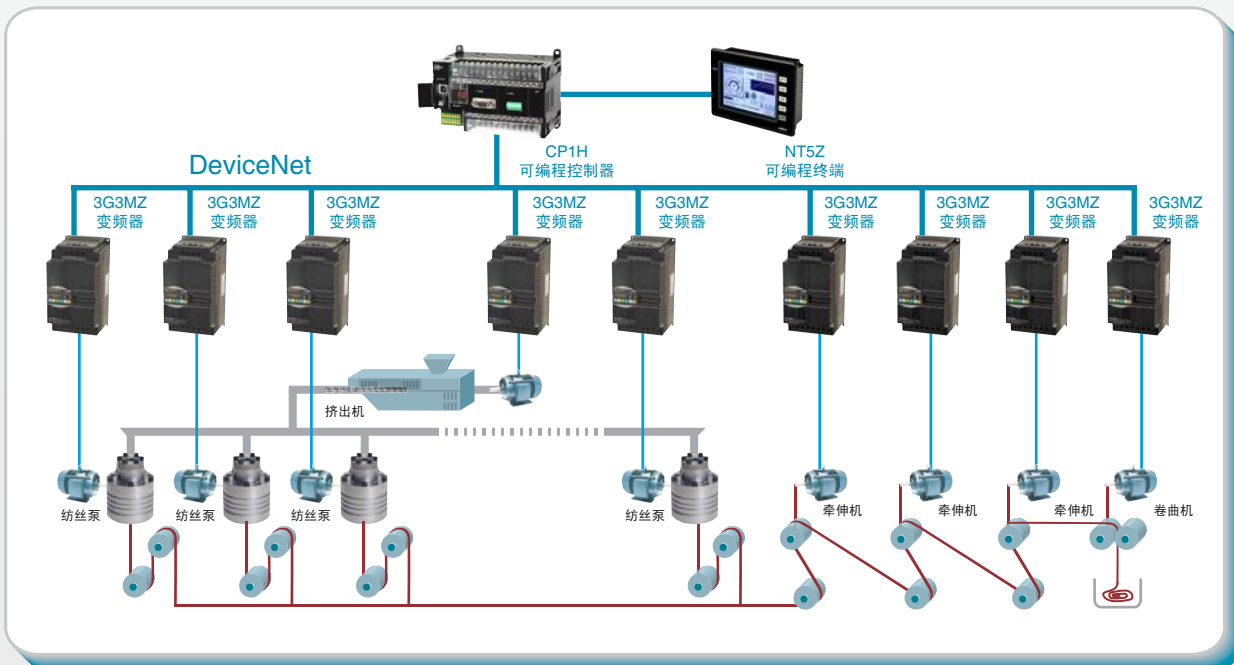 CP1H
可编程控制器
NT5Z
可编程终端
DeviceNet
3G3MZ
变频器
3G3MZ
变频器
3G3MZ
变频器
3G3MZ
变频器
3G3MZ
变频器
3G3MZ
变频器
3G3MZ
变频器
3G3MZ
变频器
3G3MZ
变频器
挤出机
纺丝泵
纺丝泵
纺丝泵
纺丝泵
牵伸机
牵伸机
牵伸机
卷曲机